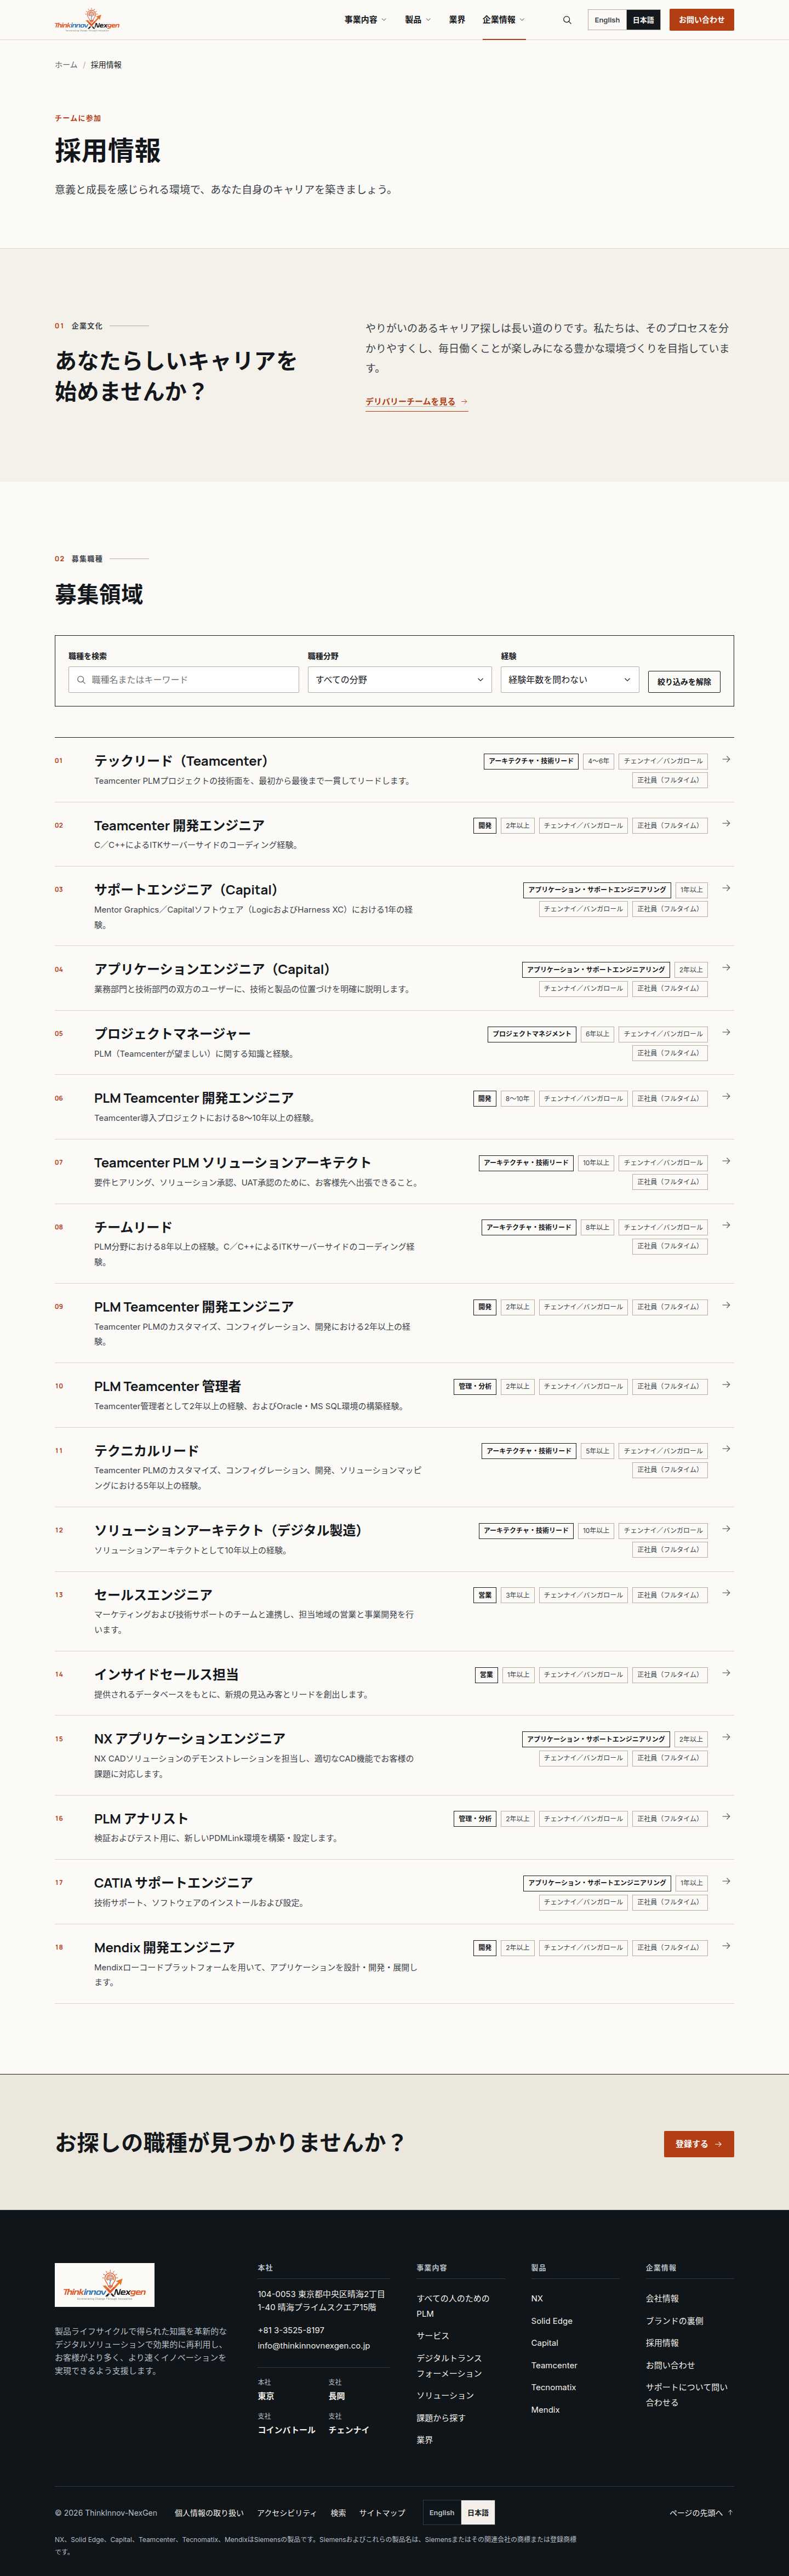 ThinkInnov Nexgen
事業内容
製品
業界
企業情報
English 日本語
お問い合わせ
ホーム / 採用情報
チームに参加
採用情報
意義と成長を感じられる環境で、あなた自身のキャリアを築きましょう。
01 企業文化
あなたらしいキャリアを
始めませんか？
やりがいのあるキャリア探しは長い道のりです。私たちは、そのプロセスを分
かりやすくし、毎日働くことが楽しみになる豊かな環境づくりを目指していま
す。
デリバリーチームを見る →
02 募集職種
募集領域
職種を検索
職種名またはキーワード
職種分野
すべての分野
経験
経験年数を問わない
絞り込みを解除
01 テックリード（Teamcenter）
Teamcenter PLMプロジェクトの技術面を、最初から最後まで一貫してリードします。
アーキテクチャ・技術リード 4〜6年 チェンナイ／バンガロール
正社員（フルタイム）
02 Teamcenter 開発エンジニア
C／C++によるITKサーバーサイドのコーディング経験。
開発 2年以上 チェンナイ／バンガロール 正社員（フルタイム）
03 サポートエンジニア（Capital）
Mentor Graphics／Capitalソフトウェア（LogicおよびHarness XC）における1年の経
験。
アプリケーション・サポートエンジニアリング 1年以上
チェンナイ／バンガロール 正社員（フルタイム）
04 アプリケーションエンジニア（Capital）
業務部門と技術部門の双方のユーザーに、技術と製品の位置づけを明確に説明します。
アプリケーション・サポートエンジニアリング 2年以上
チェンナイ／バンガロール 正社員（フルタイム）
05 プロジェクトマネージャー
PLM（Teamcenterが望ましい）に関する知識と経験。
プロジェクトマネジメント 6年以上 チェンナイ／バンガロール
正社員（フルタイム）
06 PLM Teamcenter 開発エンジニア
Teamcenter導入プロジェクトにおける8〜10年以上の経験。
開発 8〜10年 チェンナイ／バンガロール 正社員（フルタイム）
07 Teamcenter PLM ソリューションアーキテクト
要件ヒアリング、ソリューション承認、UAT承認のために、お客様先へ出張できること。
アーキテクチャ・技術リード 10年以上 チェンナイ／バンガロール
正社員（フルタイム）
08 チームリード
PLM分野における8年以上の経験。C／C++によるITKサーバーサイドのコーディング経
験。
アーキテクチャ・技術リード 8年以上 チェンナイ／バンガロール
正社員（フルタイム）
09 PLM Teamcenter 開発エンジニア
Teamcenter PLMのカスタマイズ、コンフィグレーション、開発における2年以上の経
験。
開発 2年以上 チェンナイ／バンガロール 正社員（フルタイム）
10 PLM Teamcenter 管理者
Teamcenter管理者として2年以上の経験、およびOracle・MS SQL環境の構築経験。
管理・分析 2年以上 チェンナイ／バンガロール 正社員（フルタイム）
11 テクニカルリード
Teamcenter PLMのカスタマイズ、コンフィグレーション、開発、ソリューションマッピ
ングにおける5年以上の経験。
アーキテクチャ・技術リード 5年以上 チェンナイ／バンガロール
正社員（フルタイム）
12 ソリューションアーキテクト（デジタル製造）
ソリューションアーキテクトとして10年以上の経験。
アーキテクチャ・技術リード 10年以上 チェンナイ／バンガロール
正社員（フルタイム）
13 セールスエンジニア
マーケティングおよび技術サポートのチームと連携し、担当地域の営業と事業開発を行
います。
営業 3年以上 チェンナイ／バンガロール 正社員（フルタイム）
14 インサイドセールス担当
提供されるデータベースをもとに、新規の見込み客とリードを創出します。
営業 1年以上 チェンナイ／バンガロール 正社員（フルタイム）
15 NX アプリケーションエンジニア
NX CADソリューションのデモンストレーションを担当し、適切なCAD機能でお客様の
課題に対応します。
アプリケーション・サポートエンジニアリング 2年以上
チェンナイ／バンガロール 正社員（フルタイム）
16 PLM アナリスト
検証およびテスト用に、新しいPDMLink環境を構築・設定します。
管理・分析 2年以上 チェンナイ／バンガロール 正社員（フルタイム）
17 CATIA サポートエンジニア
技術サポート、ソフトウェアのインストールおよび設定。
アプリケーション・サポートエンジニアリング 1年以上
チェンナイ／バンガロール 正社員（フルタイム）
18 Mendix 開発エンジニア
Mendixローコードプラットフォームを用いて、アプリケーションを設計・開発・展開し
ます。
開発 2年以上 チェンナイ／バンガロール 正社員（フルタイム）
お探しの職種が見つかりませんか？
登録する →
ThinkInnov Nexgen
製品ライフサイクルで得られた知識を革新的な
デジタルソリューションで効果的に再利用し、
お客様がより多く、より速くイノベーションを
実現できるよう支援します。
本社
104-0053 東京都中央区晴海2丁目
1-40 晴海プライムスクエア15階
+81 3-3525-8197
info@thinkinnovnexgen.co.jp
本社 支社
東京 長岡
支社 支社
コインバトール チェンナイ
事業内容
すべての人のための
PLM
サービス
デジタルトランス
フォーメーション
ソリューション
課題から探す
業界
製品
NX
Solid Edge
Capital
Teamcenter
Tecnomatix
Mendix
企業情報
会社情報
ブランドの裏側
採用情報
お問い合わせ
サポートについて問い
合わせる
© 2026 ThinkInnov-NexGen 個人情報の取り扱い アクセシビリティ 検索 サイトマップ English 日本語 ページの先頭へ ↑
NX、Solid Edge、Capital、Teamcenter、Tecnomatix、MendixはSiemensの製品です。Siemensおよびこれらの製品名は、Siemensまたはその関連会社の商標または登録商標
です。